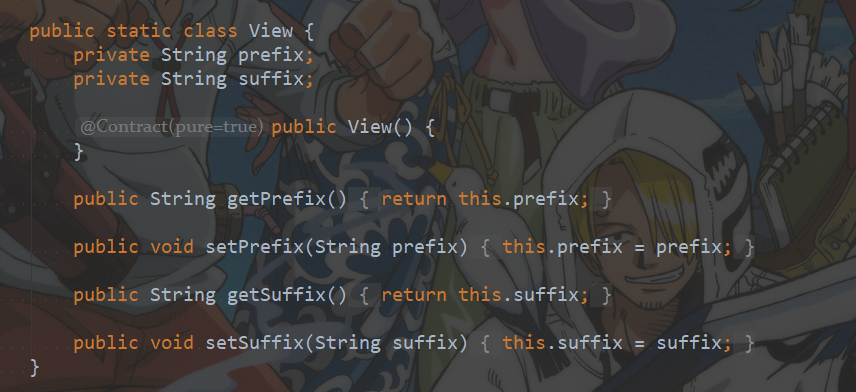 public static class View {
private String prefix;
private String suffix;
@Contract(pure=true) public View() {
}
public String getPrefix() { return this.prefix; }
public void setPrefix(String prefix) { this.prefix = prefix; }
public String getSuffix() { return this.suffix; }
public void setSuffix(String suffix) { this.suffix = suffix; }
}